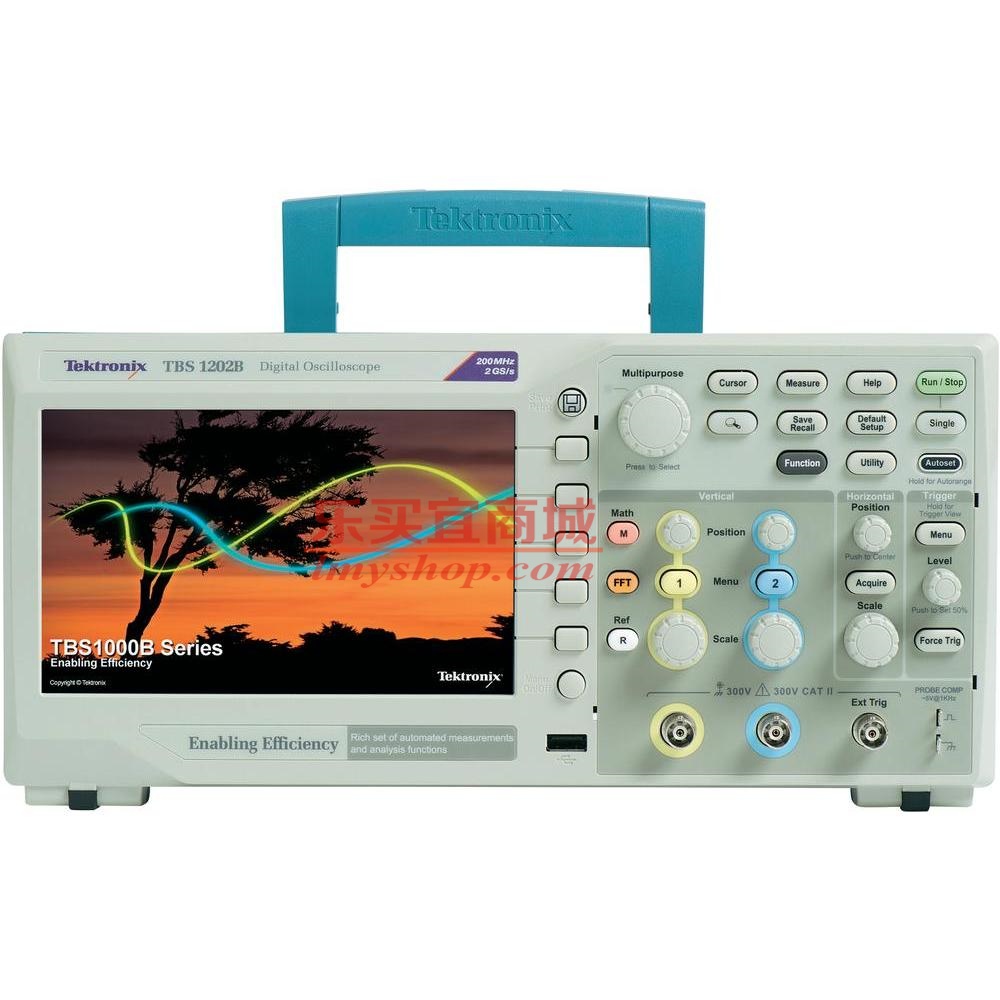 Tektronix
Tektronix TBS 1202B Digital Oscilloscope
200MHz
2 GS/s
Save
Print
TBS1000B Series
Enabling Efficiency
Copyright © Tektronix
Tektronix
Menu
On/Off
Enabling Efficiency
Rich set of automated measurements
and analysis functions
Multipurpose
Press to Select
Cursor
Measure
Help
Run / Stop
Save
Recall
Default
Setup
Single
Function
Utility
Autoset
Hold for Autorange
Vertical
Horizontal
Trigger
Math
M
Position
Position
Push to Center
Hold for
Trigger View
Menu
FFT
1
Menu
2
Acquire
Level
Push to Set 50%
Ref
R
Scale
Scale
Force Trig
300V
300V CAT II
Ext Trig
PROBE COMP
~5V@1KHz
乐买宜商城
lmyshop.com